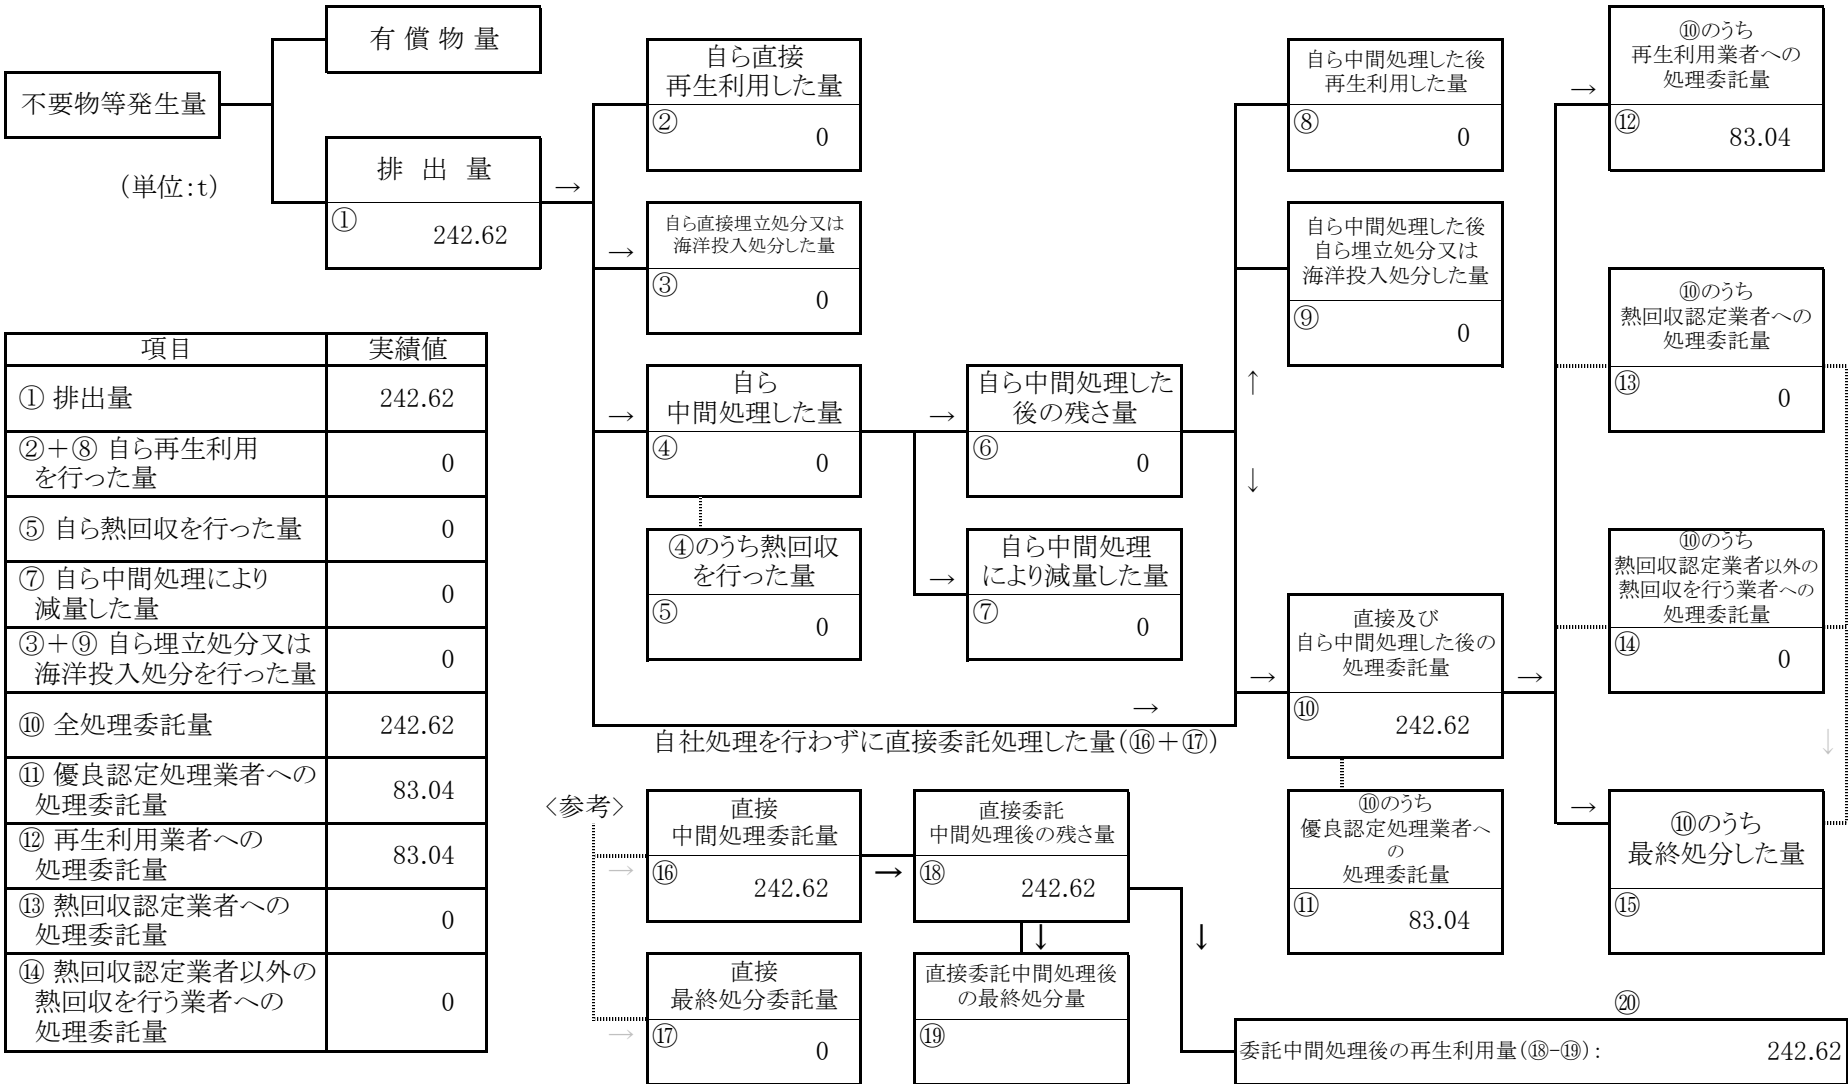 不要物等発生量
(単位:t)
有 償 物 量
排 出 量
①
242.62
→
自ら直接
再生利用した量
②
0
→
自ら直接埋立処分又は
海洋投入処分した量
③
0
→
自ら
中間処理した量
④
0
④のうち熱回収
を行った量
⑤
0
→
自ら中間処理した
後の残さ量
⑥
0
→
自ら中間処理
により減量した量
⑦
0
↑
↓
自ら中間処理した後
再生利用した量
⑧
0
自ら中間処理した後
自ら埋立処分又は
海洋投入処分した量
⑨
0
→
自社処理を行わずに直接委託処理した量(⑯+⑰)
→
直接及び
自ら中間処理した後の
処理委託量
⑩
242.62
→
⑩のうち
優良認定処理業者へ
の
処理委託量
⑪
83.04
→
⑩のうち
再生利用業者への
処理委託量
⑫
83.04
⑩のうち
熱回収認定業者への
処理委託量
⑬
0
⑩のうち
熱回収認定業者以外の
熱回収を行う業者への
処理委託量
⑭
0
↓
→
⑩のうち
最終処分した量
⑮
項目 実績値
① 排出量 242.62
②+⑧ 自ら再生利用
を行った量 0
⑤ 自ら熱回収を行った量 0
⑦ 自ら中間処理により
減量した量 0
③+⑨ 自ら埋立処分又は
海洋投入処分を行った量 0
⑩ 全処理委託量 242.62
⑪ 優良認定処理業者への
処理委託量 83.04
⑫ 再生利用業者への
処理委託量 83.04
⑬ 熱回収認定業者への
処理委託量 0
⑭ 熱回収認定業者以外の
熱回収を行う業者への
処理委託量 0
〈参考〉
→
直接
中間処理委託量
⑯
242.62
→
直接委託
中間処理後の残さ量
⑱
242.62
↓
↓
→
直接
最終処分委託量
⑰
0
直接委託中間処理後
の最終処分量
⑲
⑳
委託中間処理後の再生利用量(⑱-⑲): 242.62